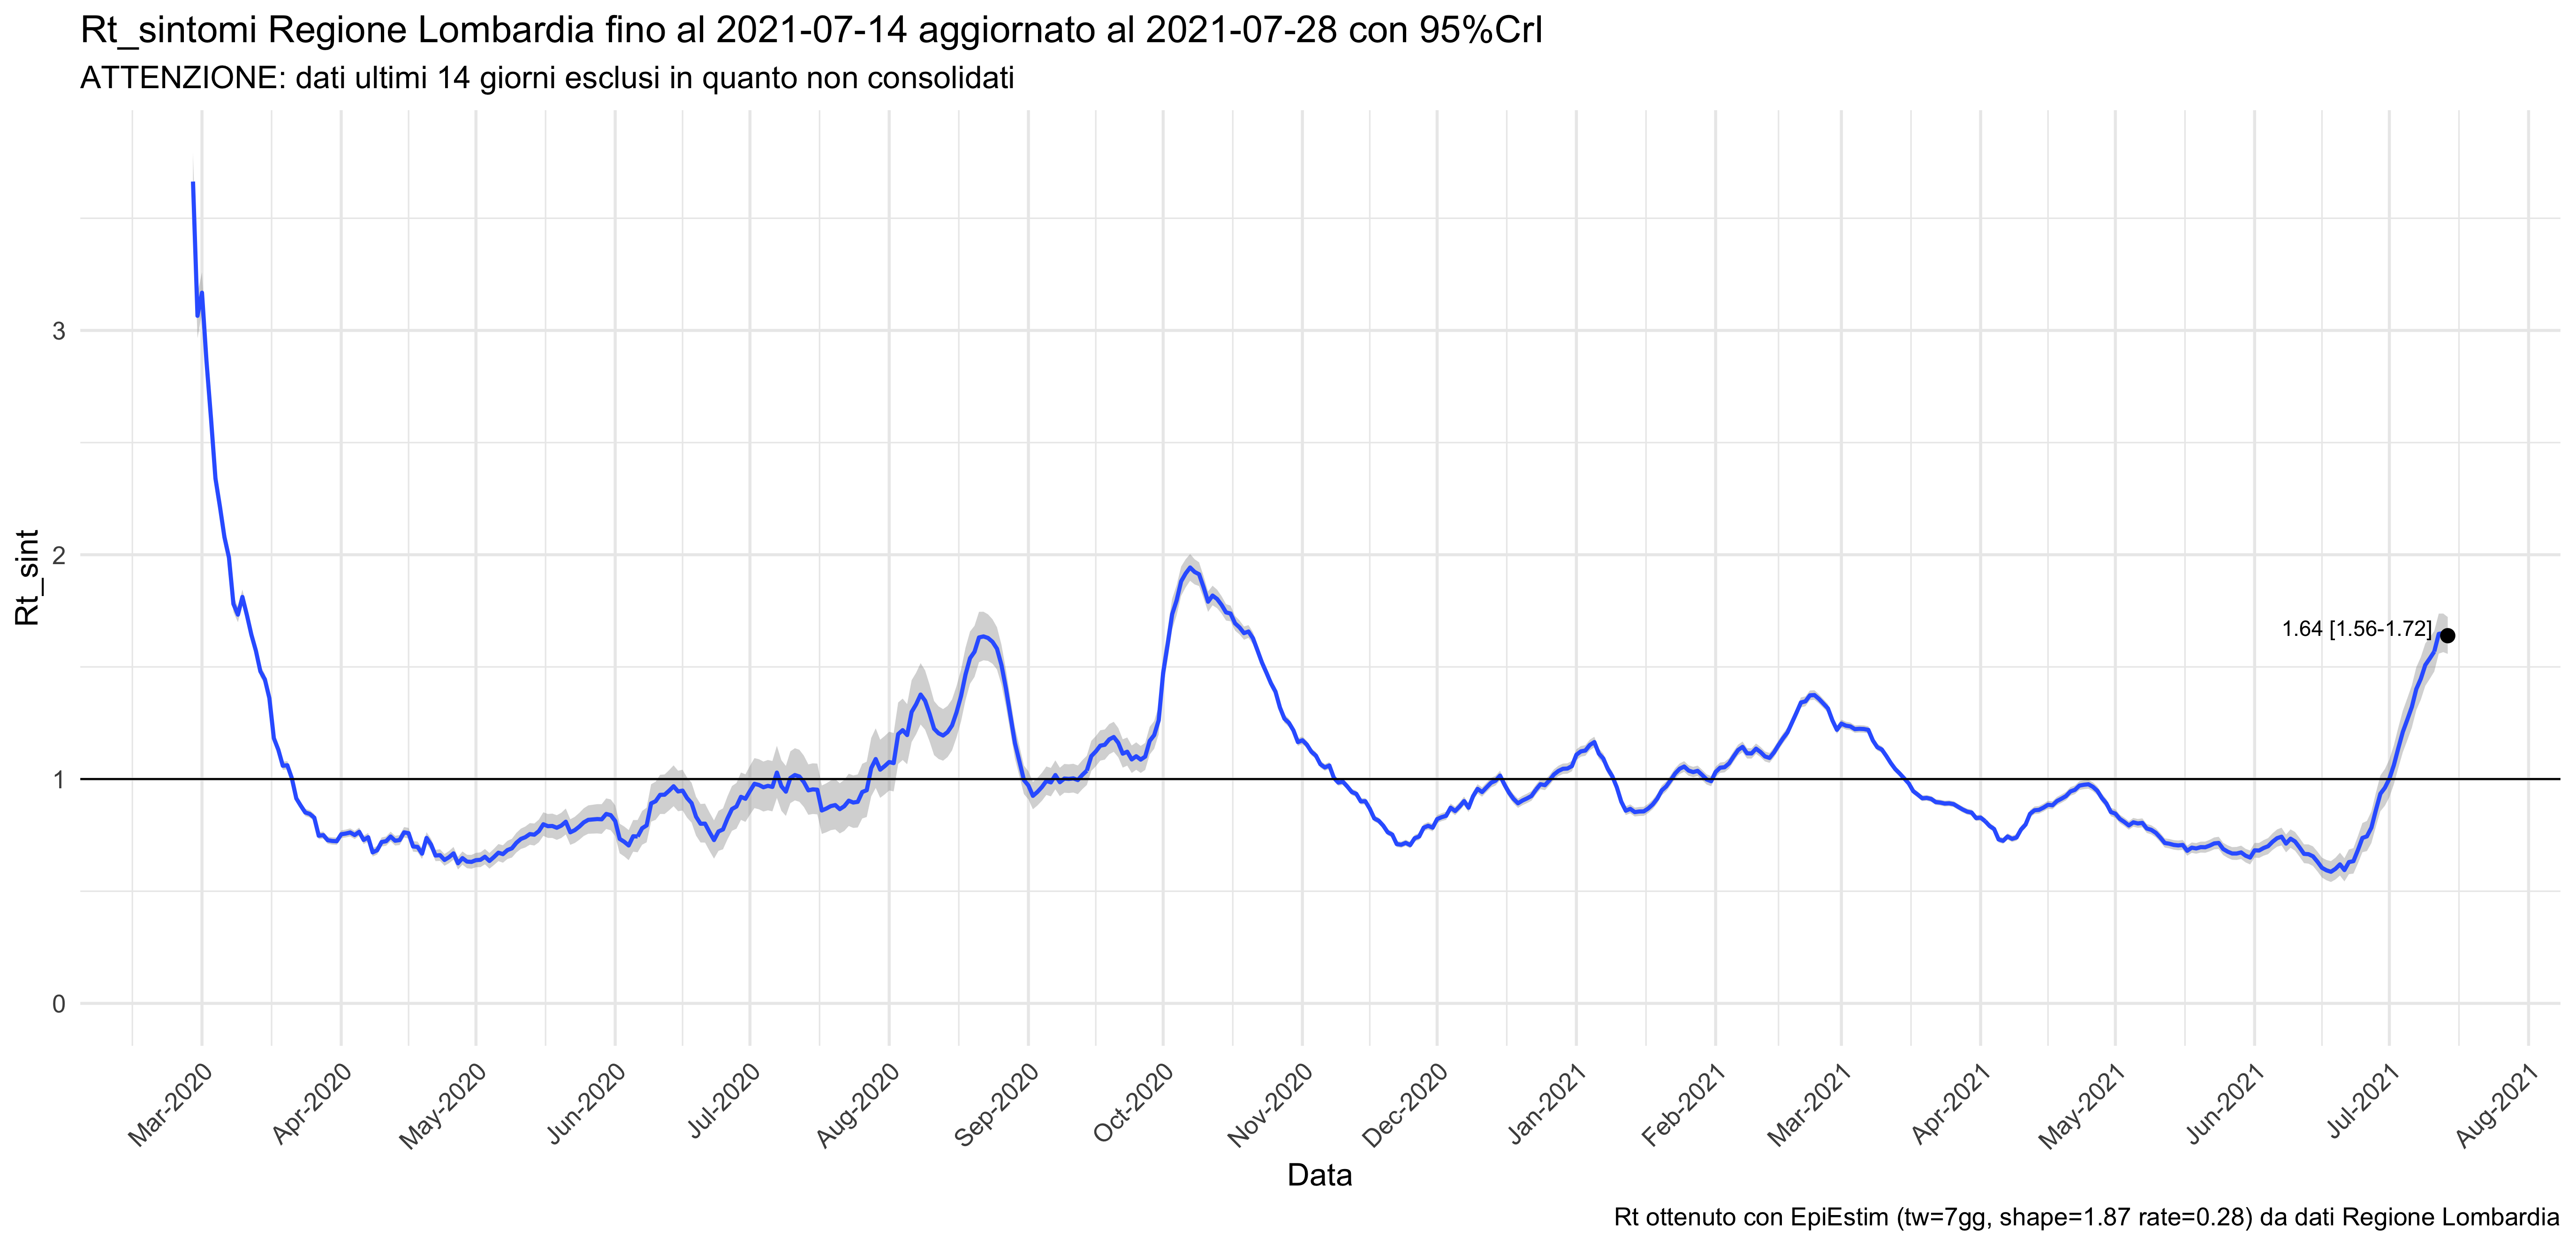 Rt_sintomi Regione Lombardia fino al 2021-07-14 aggiornato al 2021-07-28 con 95%CrI
ATTENZIONE: dati ultimi 14 giorni esclusi in quanto non consolidati
Rt_sint
3
2
1
0
1.64 [1.56-1.72]
Mar-2020
Apr-2020
May-2020
Jun-2020
Jul-2020
Aug-2020
Sep-2020
Oct-2020
Nov-2020
Dec-2020
Jan-2021
Feb-2021
Mar-2021
Apr-2021
May-2021
Jun-2021
Jul-2021
Aug-2021
Data
Rt ottenuto con EpiEstim (tw=7gg, shape=1.87 rate=0.28) da dati Regione Lombardia